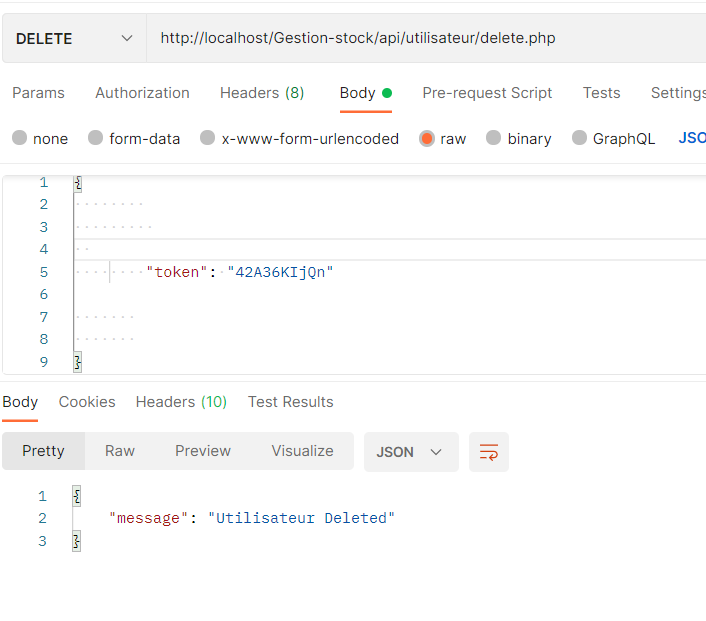 DELETE http://localhost/Gestion-stock/api/utilisateur/delete.php
Params Authorization Headers (8) Body Pre-request Script Tests Settings
none form-data x-www-form-urlencoded raw binary GraphQL JSO
1 {
2
3
4
5 "token": "42A36KIjQn"
6
7
8
9 }
Body Cookies Headers (10) Test Results
Pretty Raw Preview Visualize JSON
1 {
2 "message": "Utilisateur Deleted"
3 }